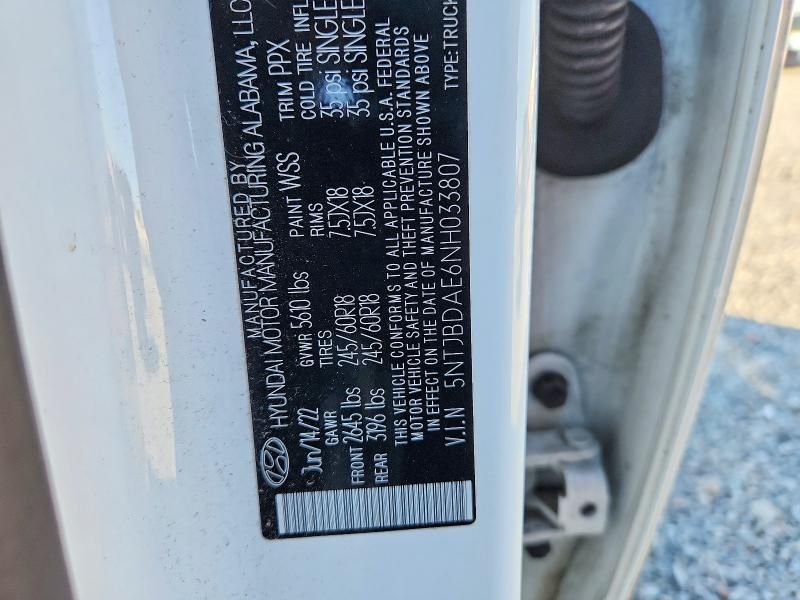 MANUFACTURED BY
HYUNDAI MOTOR MANUFACTURING ALABAMA, LLC
Jun/14/22 GVWR 5610 lbs PAINT WSS TRIM PPX
GAWR TIRES RIMS COLD TIRE INFL
FRONT 2645 lbs 245/60R18 7.5JX18 35 psi SINGLE
REAR 3196 lbs 245/60R18 7.5JX18 35 psi SINGLE
THIS VEHICLE CONFORMS TO ALL APPLICABLE U.S.A. FEDERAL
MOTOR VEHICLE SAFETY AND THEFT PREVENTION STANDARDS
IN EFFECT ON THE DATE OF MANUFACTURE SHOWN ABOVE
V.I.N 5NTJBDAE6NH033807 TYPE:TRUCK